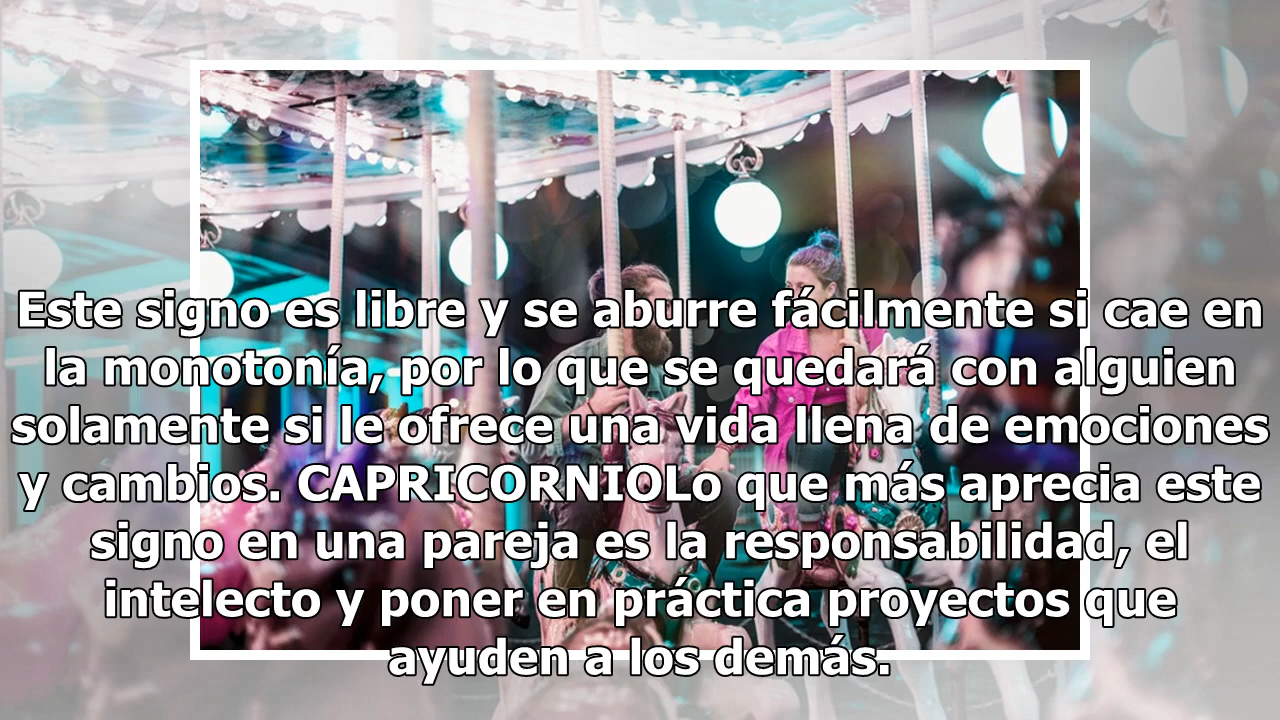 Este signo es libre y se aburre fácilmente si cae en
la monotonía, por lo que se quedará con alguien
solamente si le ofrece una vida llena de emociones
y cambios. CAPRICORNIOLo que más aprecia este
signo en una pareja es la responsabilidad, el
intelecto y poner en práctica proyectos que
ayuden a los demás.